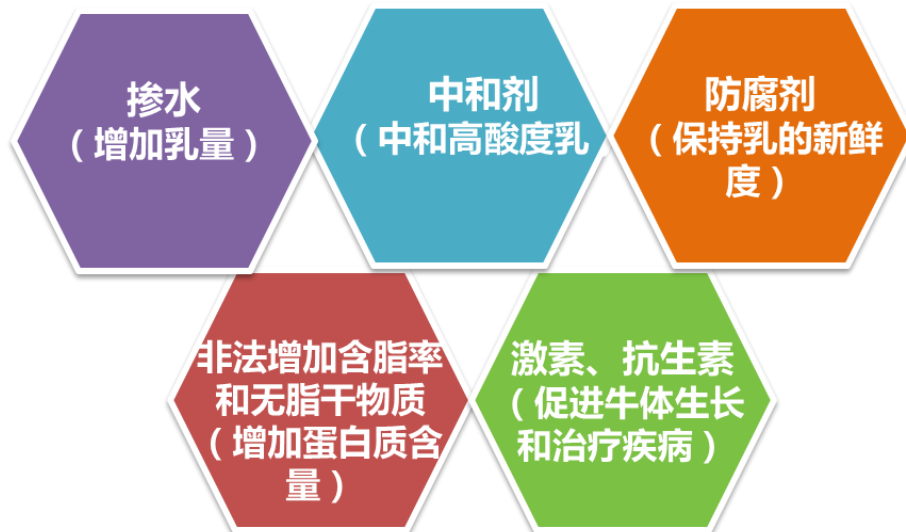 掺水
（增加乳量）
中和剂
（中和高酸度乳
防腐剂
（保持乳的新鲜
度）
非法增加含脂率
和无脂干物质
（增加蛋白质含
量）
激素、抗生素
（促进牛体生长
和治疗疾病）